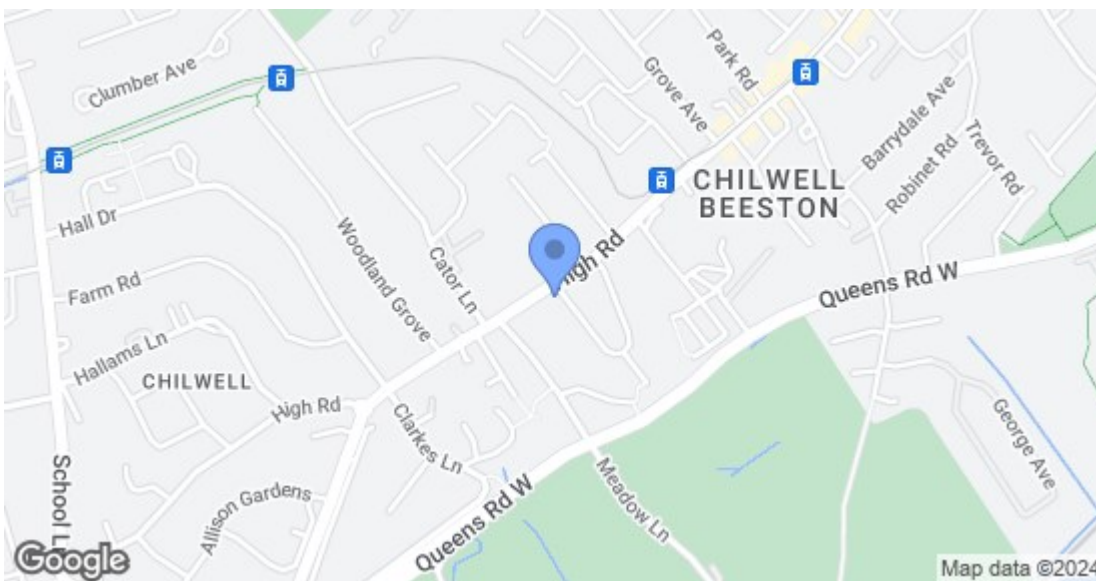 Clumber Ave
Park Rd
Grove Ave
Barrydale Ave
Robinet Rd
Trevor Rd
CHILWELL
BEESTON
Hall Dr
Woodland Grove
Cator Ln
High Rd
Queens Rd W
Farm Rd
Hallams Ln
CHILWELL
High Rd
Clarkes Ln
George Ave
School Ln
Allison Gardens
Queens Rd W
Meadow Ln
Google
Map data ©2024